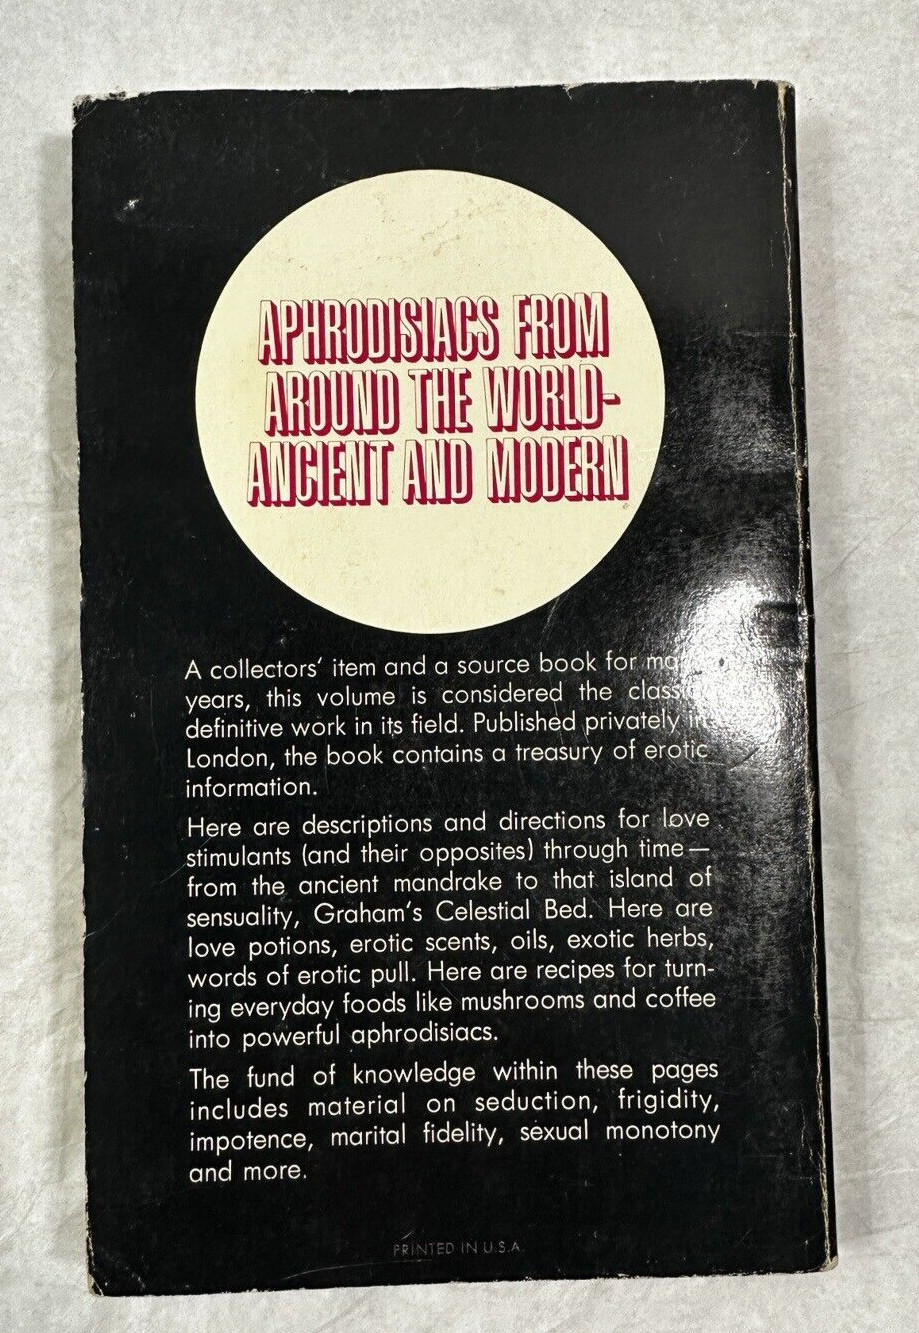 APHRODISIACS FROM
AROUND THE WORLD-
ANCIENT AND MODERN
A collectors' item and a source book for
years, this volume is considered the
definitive work in its field. Published privately in
London, the book contains a treasury of erotic
information.
Here are descriptions and directions for love
stimulants (and their opposites) through time—
from the ancient mandrake to that island of
sensuality, Graham's Celestial Bed. Here are
love potions, erotic scents, oils, exotic herbs,
words of erotic pull. Here are recipes for turn-
ing everyday foods like mushrooms and coffee
into powerful aphrodisiacs.
The fund of knowledge within these pages
includes material on seduction, frigidity,
impotence, marital fidelity, sexual monotony
and more.
PRINTED IN U.S.A.